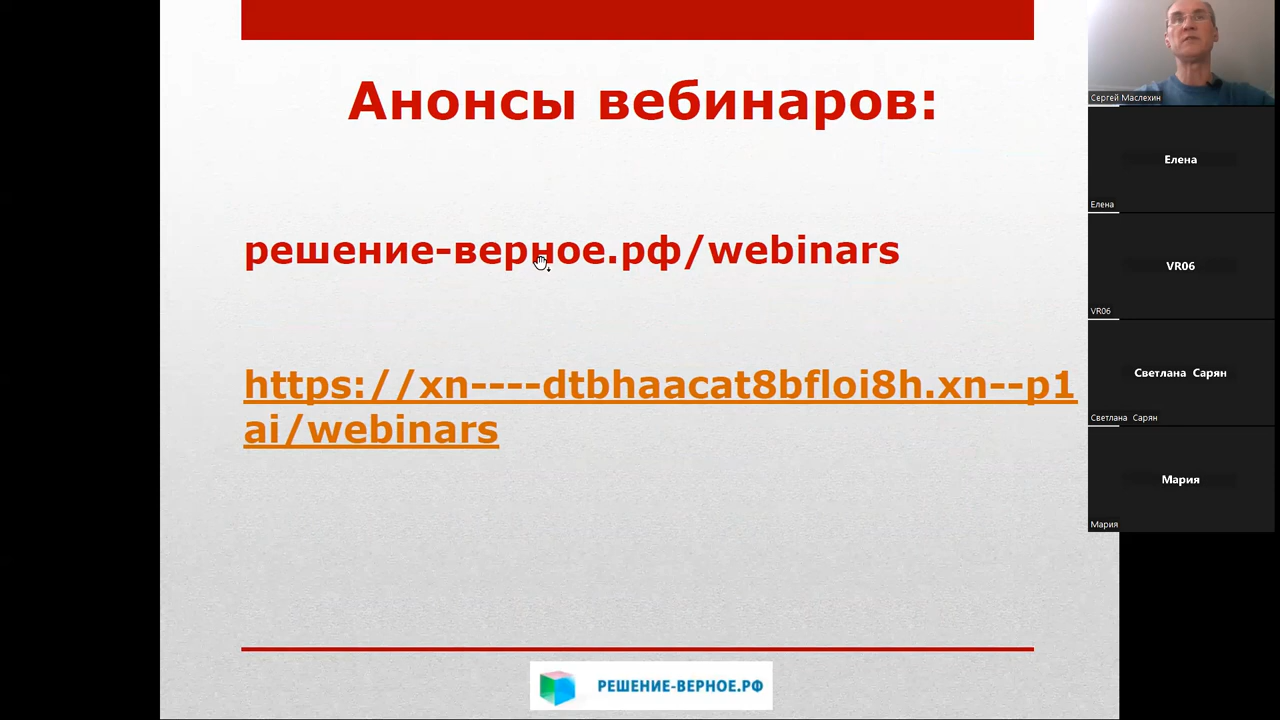 Анонсы вебинаров:
решение-верное.рф/webinars
https://xn----dtbhaacat8bfloi8h.xn--p1
ai/webinars
РЕШЕНИЕ-ВЕРНОЕ.РФ
Сергей Маслехин
Елена
Елена
VR06
VR06
Светлана Сарян
Светлана Сарян
Мария
Мария